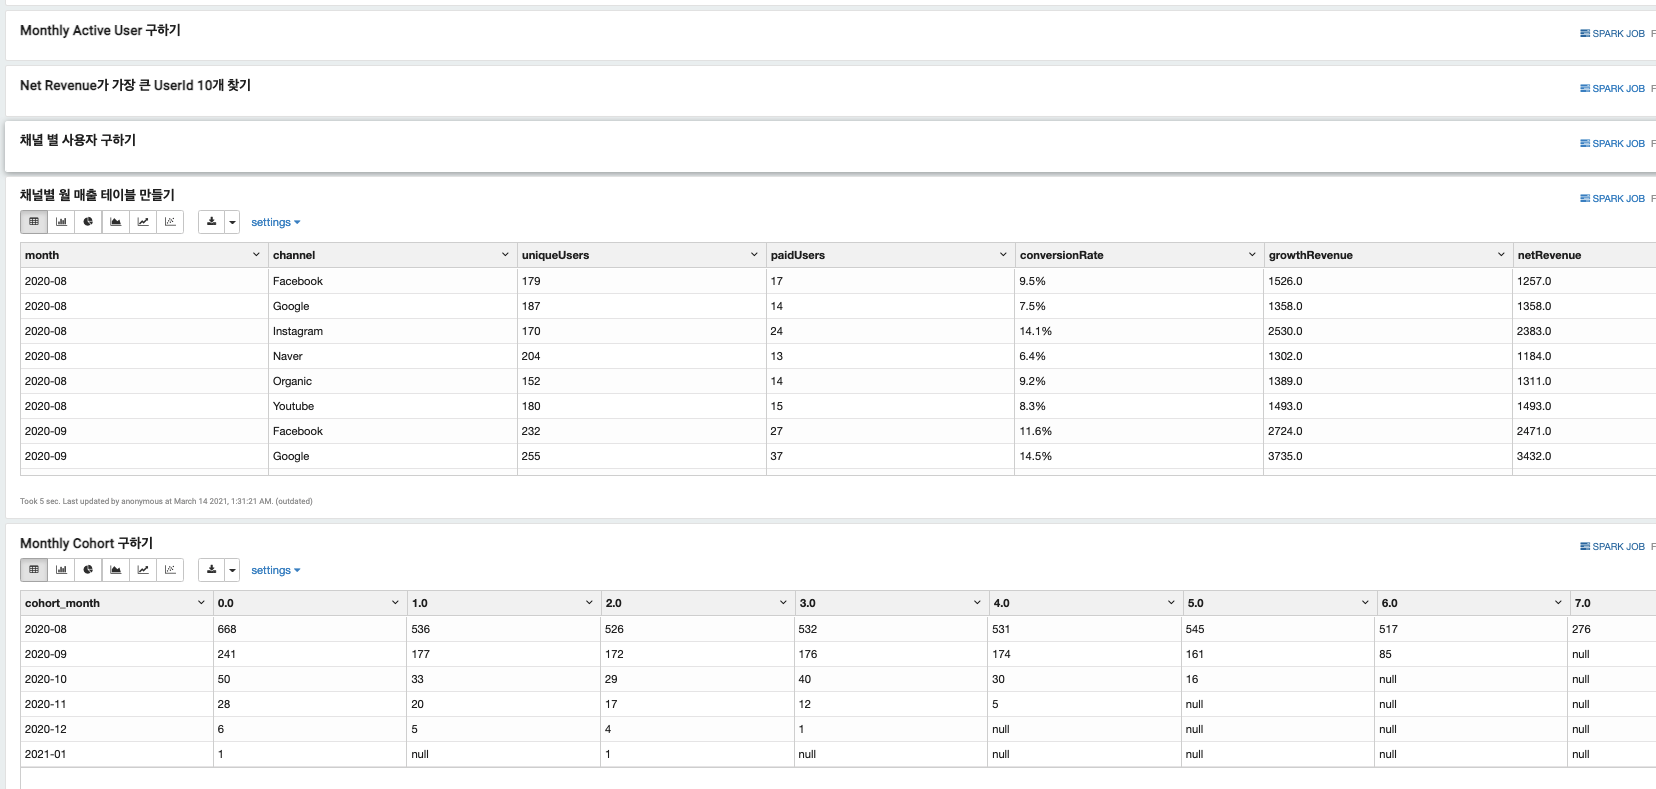 Monthly Active User 구하기 SPARK JOB F
Net Revenue가 가장 큰 UserId 10개 찾기 SPARK JOB F
채널 별 사용자 구하기 SPARK JOB F
채널별 월 매출 테이블 만들기 SPARK JOB F
settings
month channel uniqueUsers paidUsers conversionRate growthRevenue netRevenue
2020-08 Facebook 179 17 9.5% 1526.0 1257.0
2020-08 Google 187 14 7.5% 1358.0 1358.0
2020-08 Instagram 170 24 14.1% 2530.0 2383.0
2020-08 Naver 204 13 6.4% 1302.0 1184.0
2020-08 Organic 152 14 9.2% 1389.0 1311.0
2020-08 Youtube 180 15 8.3% 1493.0 1493.0
2020-09 Facebook 232 27 11.6% 2724.0 2471.0
2020-09 Google 255 37 14.5% 3735.0 3432.0
Took 5 sec. Last updated by anonymous at March 14 2021, 1:31:21 AM. (outdated)
Monthly Cohort 구하기 SPARK JOB F
settings
cohort_month 0.0 1.0 2.0 3.0 4.0 5.0 6.0 7.0
2020-08 668 536 526 532 531 545 517 276
2020-09 241 177 172 176 174 161 85 null
2020-10 50 33 29 40 30 16 null null
2020-11 28 20 17 12 5 null null null
2020-12 6 5 4 1 null null null null
2021-01 1 null 1 null null null null null